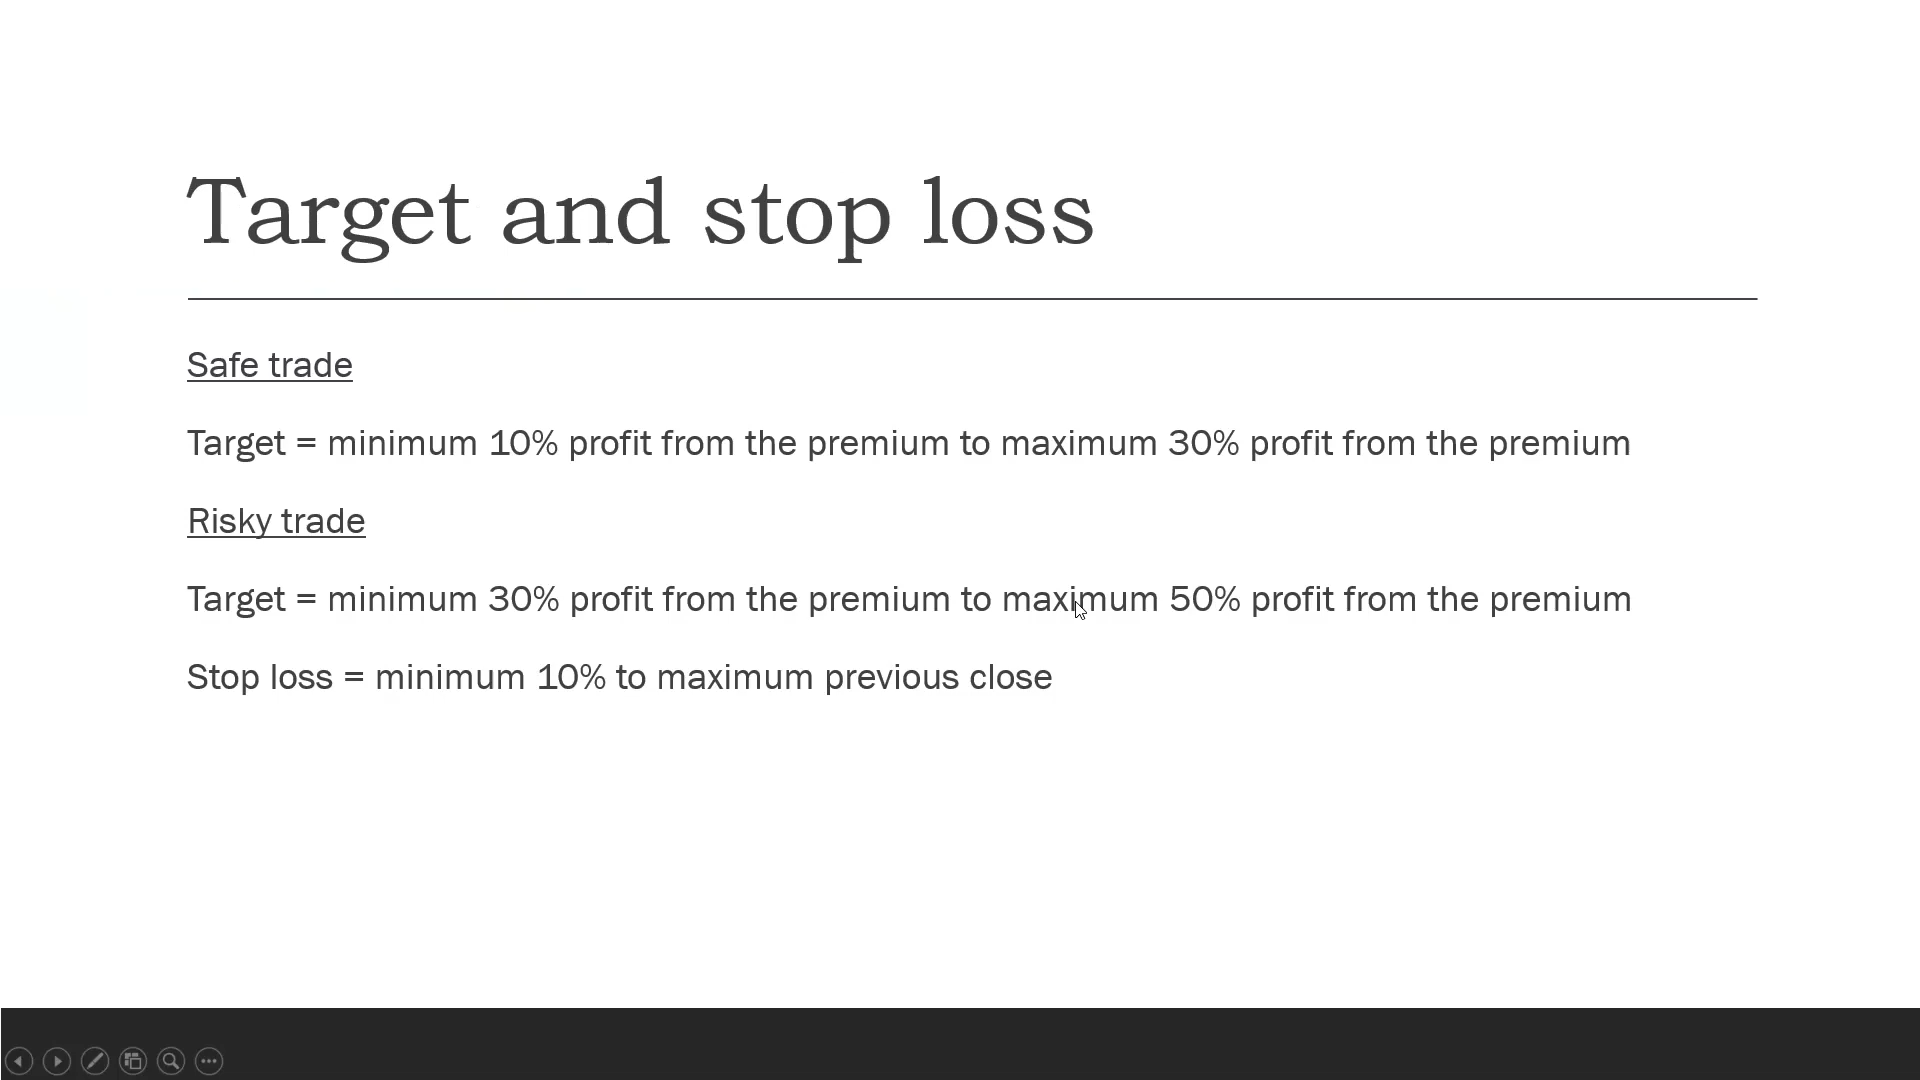 Target and stop loss
Safe trade
Target = minimum 10% profit from the premium to maximum 30% profit from the premium
Risky trade
Target = minimum 30% profit from the premium to maximum 50% profit from the premium
Stop loss = minimum 10% to maximum previous close